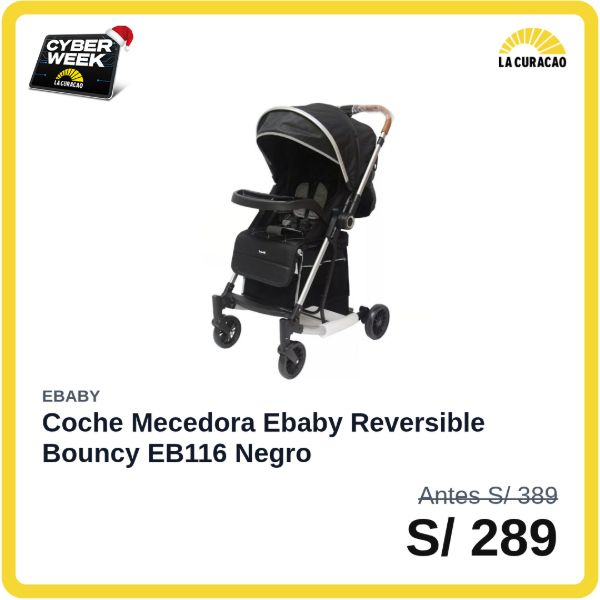 CYBER
WEEK
LA CURACAO
LA CURACAO
EBABY
Coche Mecedora Ebaby Reversible
Bouncy EB116 Negro
Antes S/ 389
S/ 289